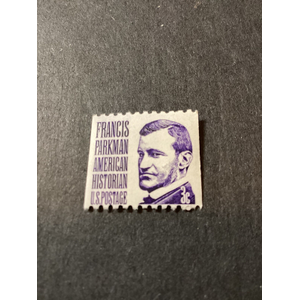 FRANCIS
PARKMAN
AMERICAN
HISTORIAN
U.S. POSTAGE
3c